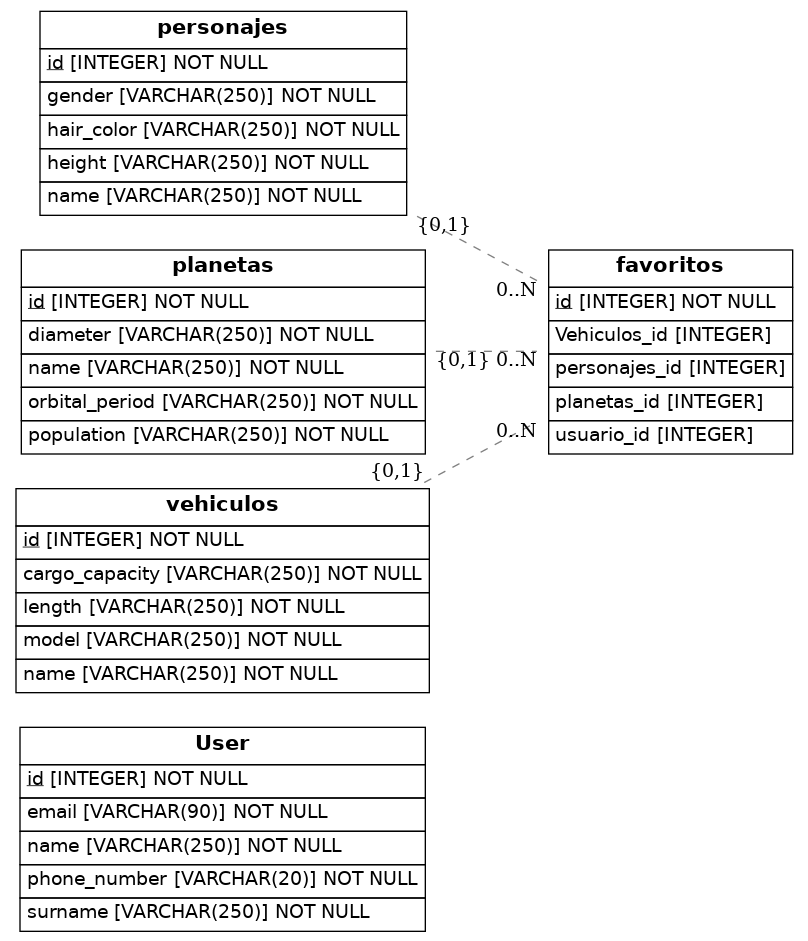 personajes
id [INTEGER] NOT NULL
gender [VARCHAR(250)] NOT NULL
hair_color [VARCHAR(250)] NOT NULL
height [VARCHAR(250)] NOT NULL
name [VARCHAR(250)] NOT NULL
{0,1}
0..N
planetas
id [INTEGER] NOT NULL
diameter [VARCHAR(250)] NOT NULL
name [VARCHAR(250)] NOT NULL
orbital_period [VARCHAR(250)] NOT NULL
population [VARCHAR(250)] NOT NULL
{0,1} 0..N
favoritos
id [INTEGER] NOT NULL
Vehiculos_id [INTEGER]
personajes_id [INTEGER]
planetas_id [INTEGER]
usuario_id [INTEGER]
0..N
{0,1}
vehiculos
id [INTEGER] NOT NULL
cargo_capacity [VARCHAR(250)] NOT NULL
length [VARCHAR(250)] NOT NULL
model [VARCHAR(250)] NOT NULL
name [VARCHAR(250)] NOT NULL
User
id [INTEGER] NOT NULL
email [VARCHAR(90)] NOT NULL
name [VARCHAR(250)] NOT NULL
phone_number [VARCHAR(20)] NOT NULL
surname [VARCHAR(250)] NOT NULL